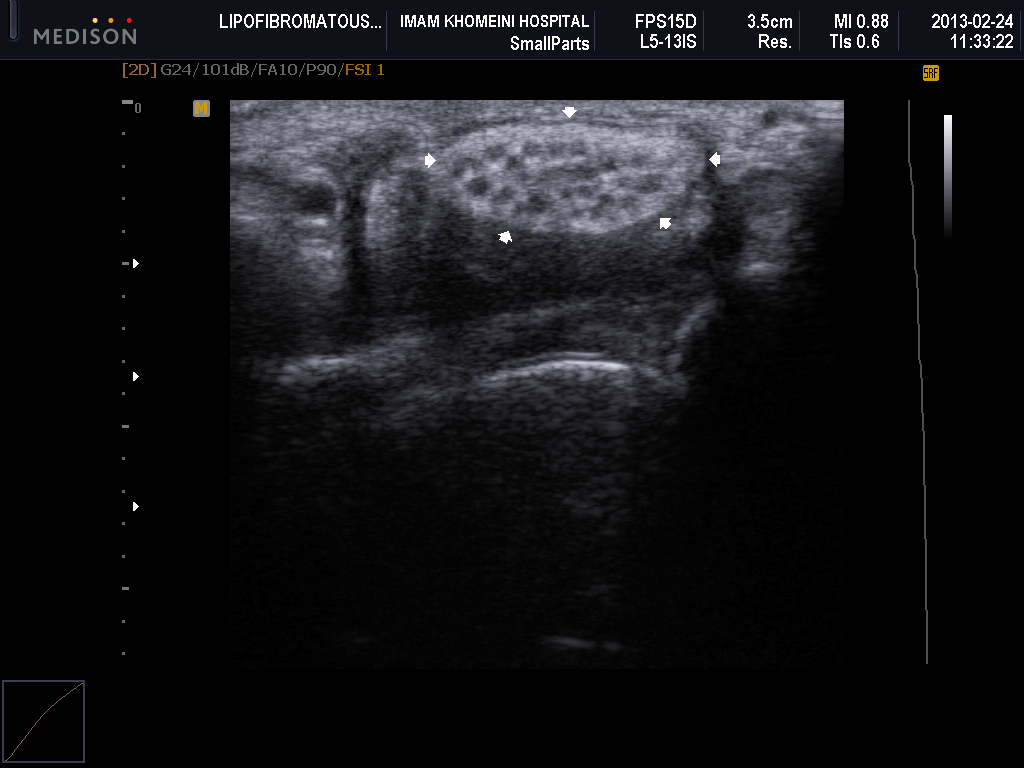 MEDISON
LIPOFIBROMATOUS...
IMAM KHOMEINI HOSPITAL
SmallParts
FPS15D
L5-13IS
3.5cm
Res.
MI 0.88
TIs 0.6
2013-02-24
11:33:22
[2D] G24/101dB/FA10/P90/FSI 1
SRF
0
M